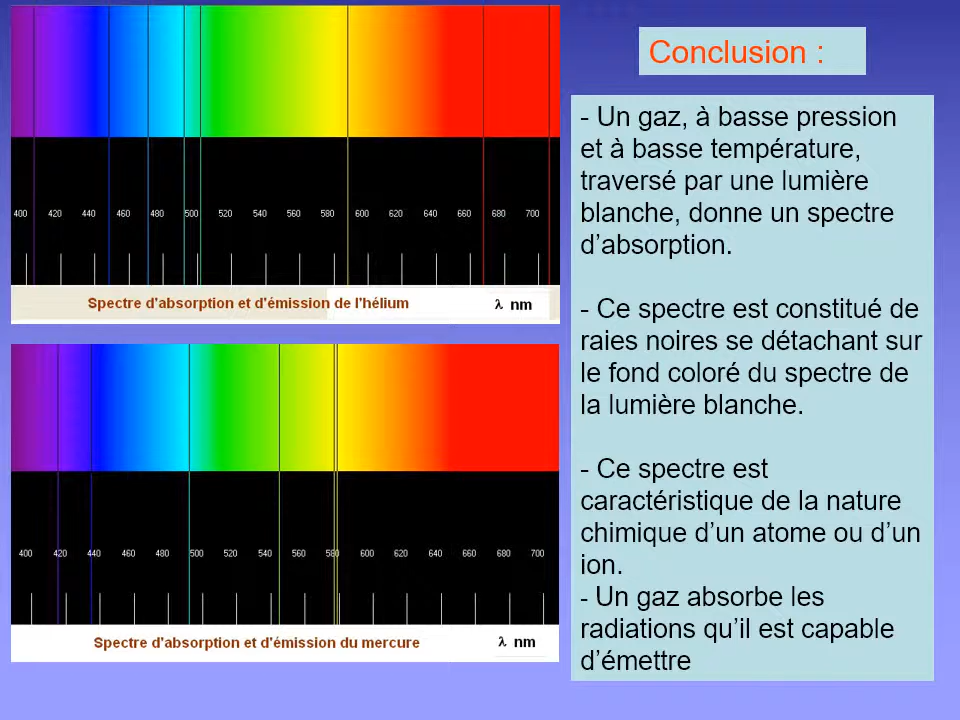 400 420 440 460 480 500 520 540 560 580 600 620 640 660 680 700
Spectre d'absorption et d'émission de l'hélium λ nm
400 420 440 460 480 500 520 540 560 580 600 620 640 660 680 700
Spectre d'absorption et d'émission du mercure λ nm
Conclusion :
- Un gaz, à basse pression
et à basse température,
traversé par une lumière
blanche, donne un spectre
d’absorption.
- Ce spectre est constitué de
raies noires se détachant sur
le fond coloré du spectre de
la lumière blanche.
- Ce spectre est
caractéristique de la nature
chimique d’un atome ou d’un
ion.
- Un gaz absorbe les
radiations qu’il est capable
d’émettre